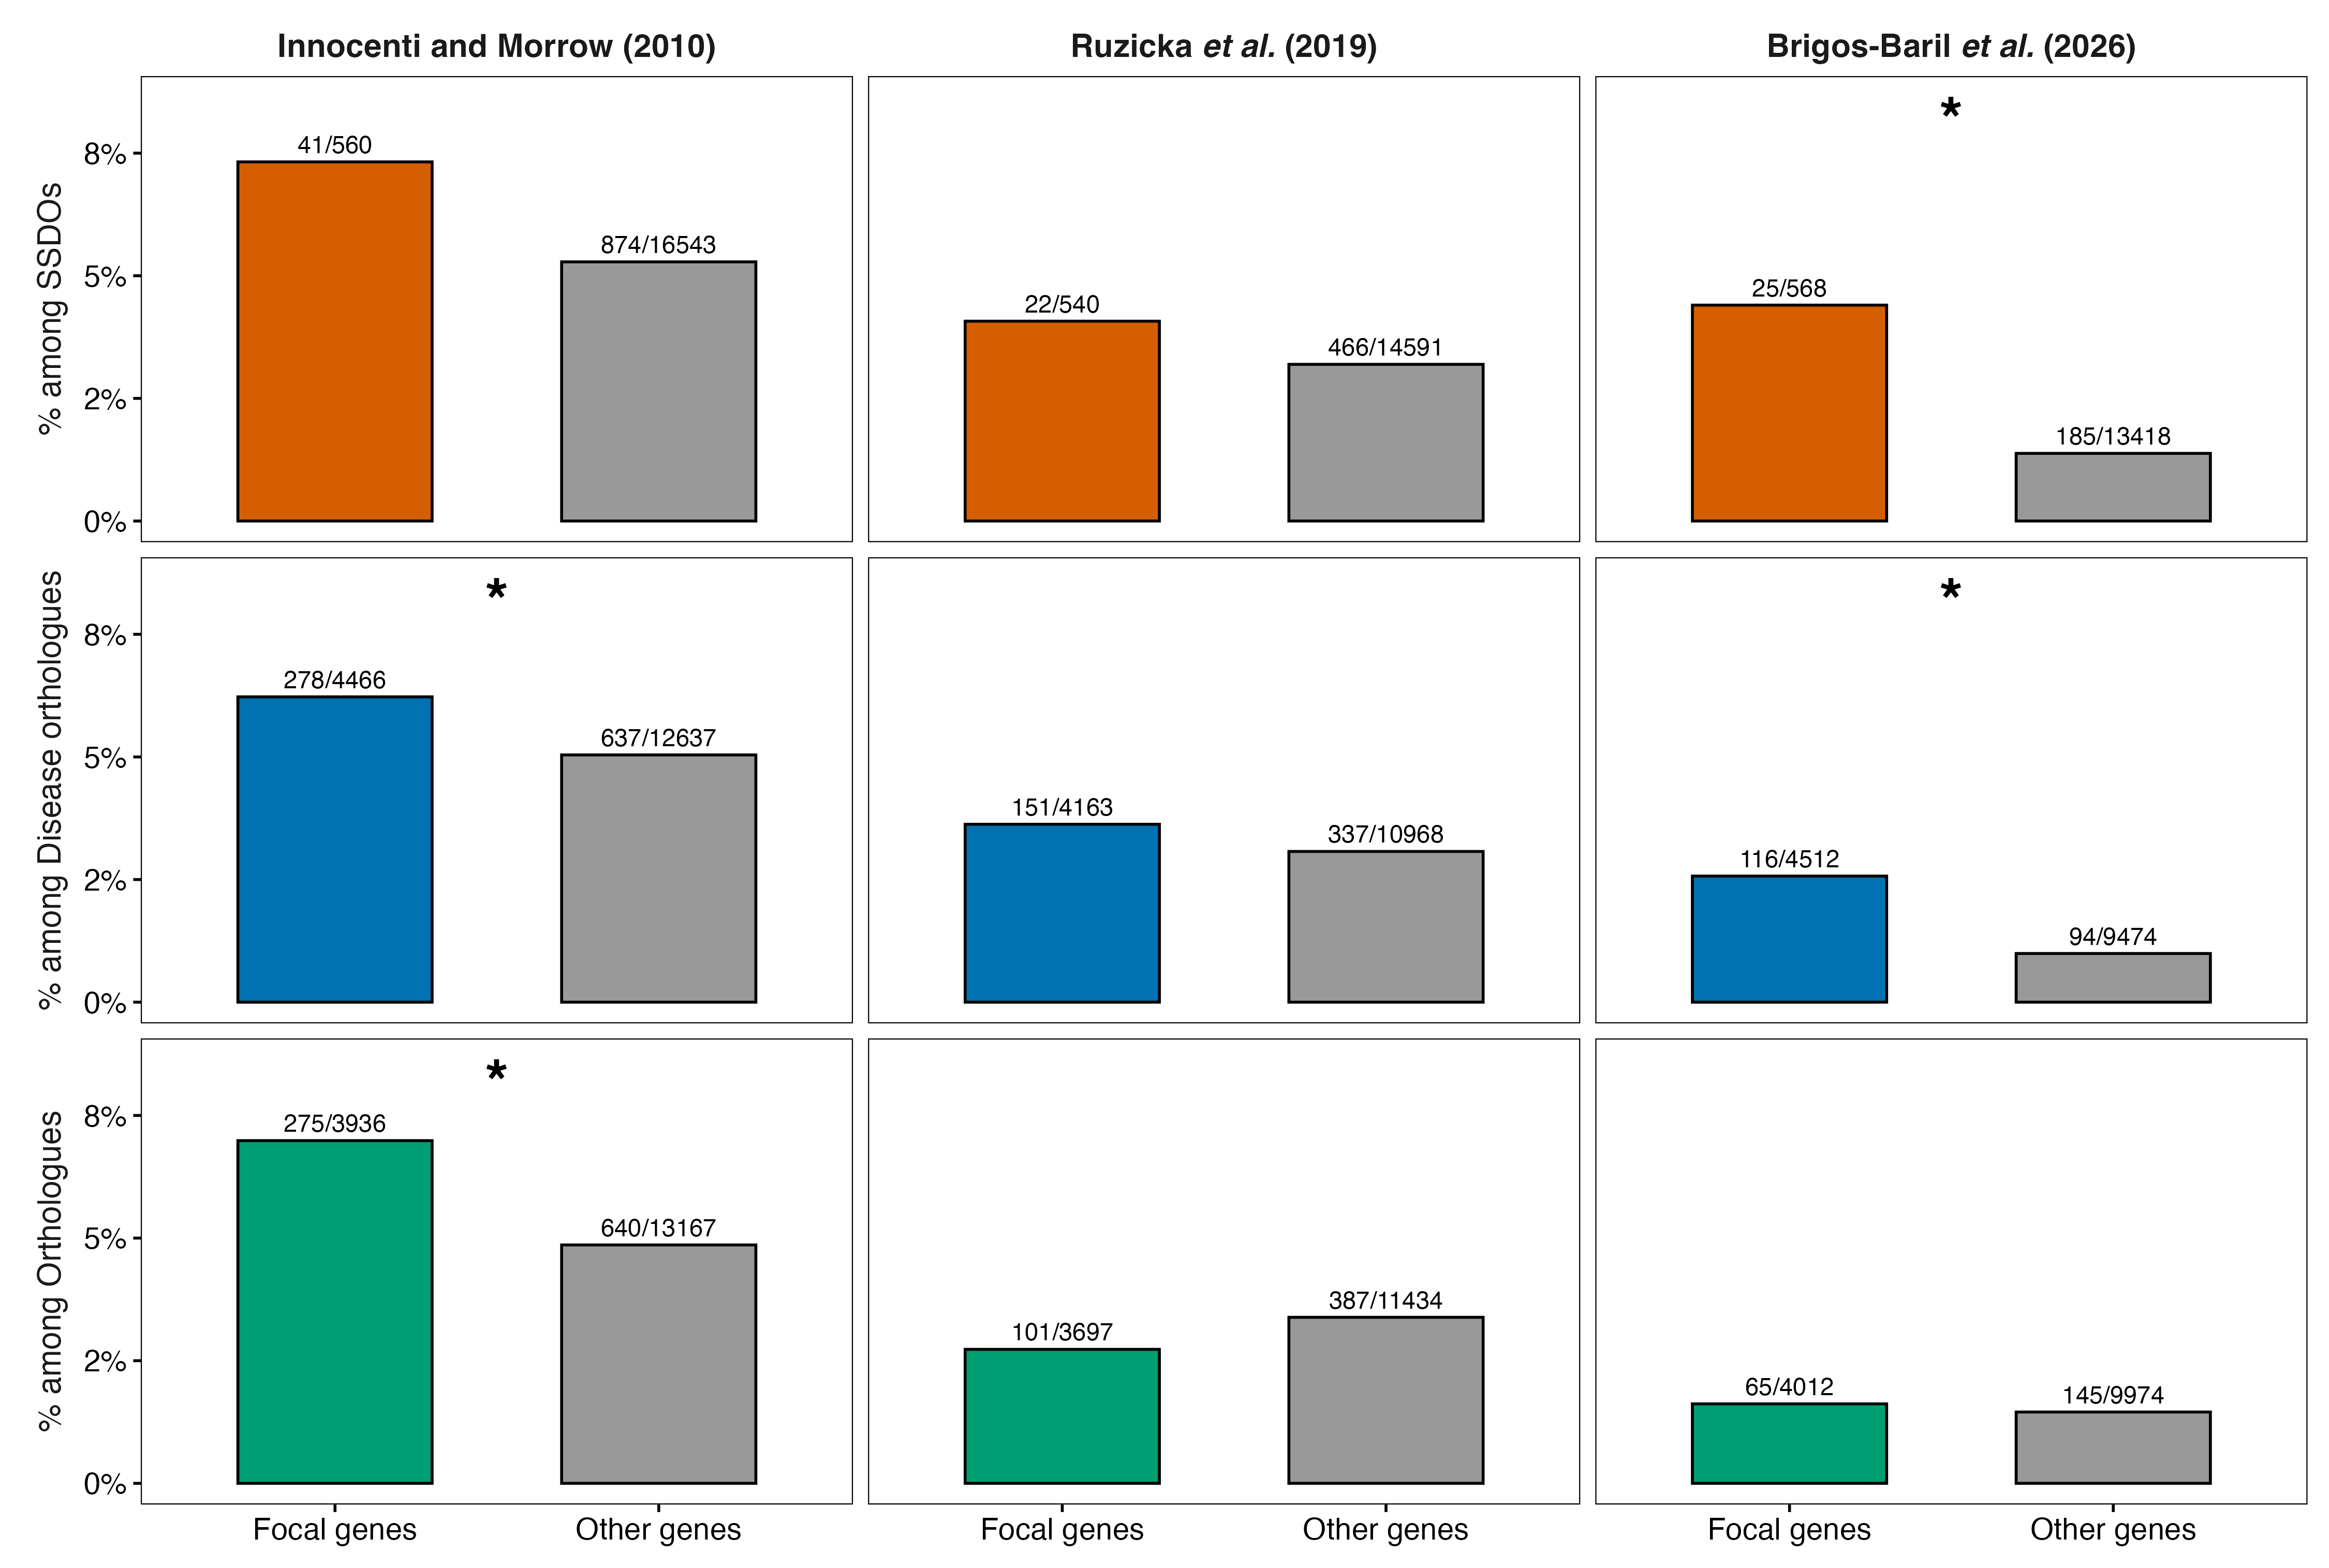 Innocenti and Morrow (2010)
Ruzicka et al. (2019)
Brigos-Baril et al. (2026)
% among SSDOs
8%
5%
2%
0%
41/560
874/16543
22/540
466/14591
*
25/568
185/13418
% among Disease orthologues
8%
5%
2%
0%
*
278/4466
637/12637
151/4163
337/10968
*
116/4512
94/9474
% among Orthologues
8%
5%
2%
0%
*
275/3936
640/13167
101/3697
387/11434
65/4012
145/9974
Focal genes
Other genes
Focal genes
Other genes
Focal genes
Other genes